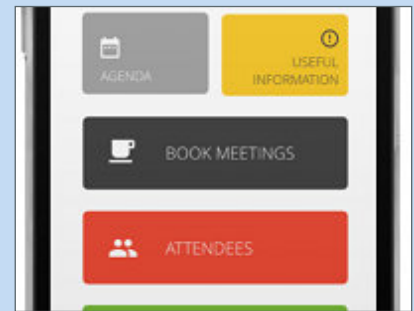 AGENDA
USEFUL
INFORMATION
BOOK MEETINGS
ATTENDEES